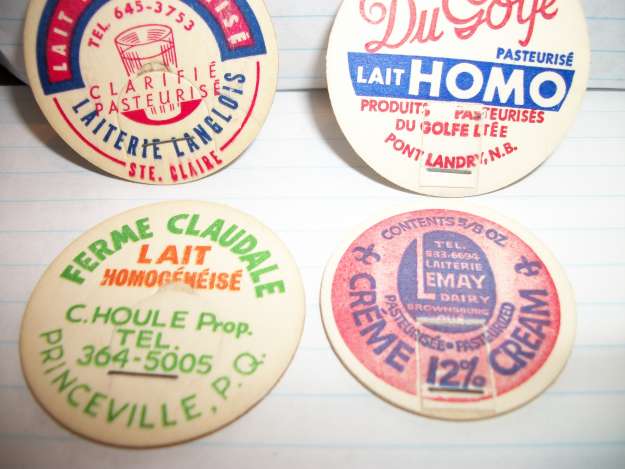 LAIT
TEL. 645-3753
CLARIFIÉ
PASTEURISÉ
LAITERIE LANGLOIS
STE. CLAIRE
Du Golfe
PASTEURISÉ
LAIT HOMO
PRODUITS PASTEURISÉS
DU GOLFE LTÉE
PONT LANDRY, N.B.
FERME CLAUDALE
LAIT
HOMOGÉNÉISÉ
C. HOULE Prop.
TEL.
364-5005
PRINCEVILLE, P.Q.
CONTENTS 5/8 OZ
TEL.
533-6694
LAITERIE
LEMAY
DAIRY
BROWNSBURG
QUE.
PASTEURISÉE • PASTEURIZED
CRÈME CREAM
12%